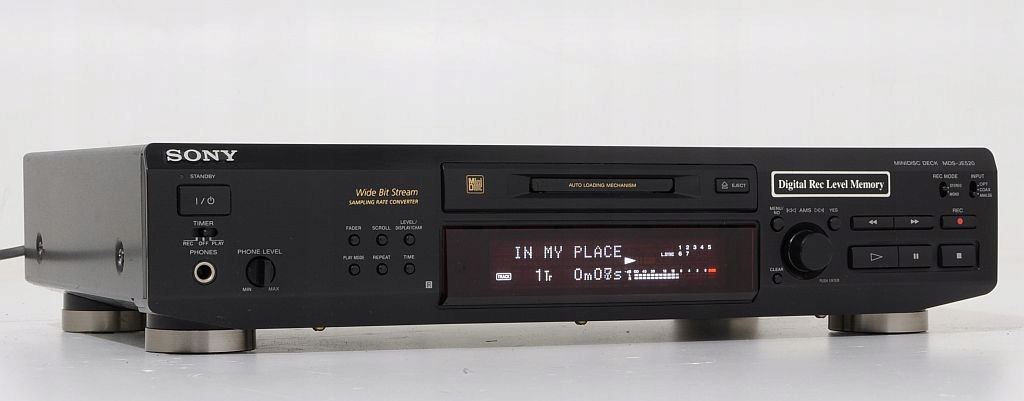 SONY
STANDBY
I / ⏻
TIMER
REC OFF PLAY
PHONES
PHONE LEVEL
MIN MAX
Wide Bit Stream
SAMPLING RATE CONVERTER
FADER SCROLL LEVEL/
DISPLAY/CHAR
PLAY MODE REPEAT TIME
Mini
Disc
AUTO LOADING MECHANISM
EJECT
IN MY PLACE
1 2 3 4 5
6 7
TRACK 1Tr 0m07s
MINIDISC DECK MDS-JE520
Digital Rec Level Memory
REC MODE INPUT
STEREO
MONO
OPT
COAX
ANALOG
MENU/
NO
AMS
YES
REC
CLEAR
PUSH ENTER